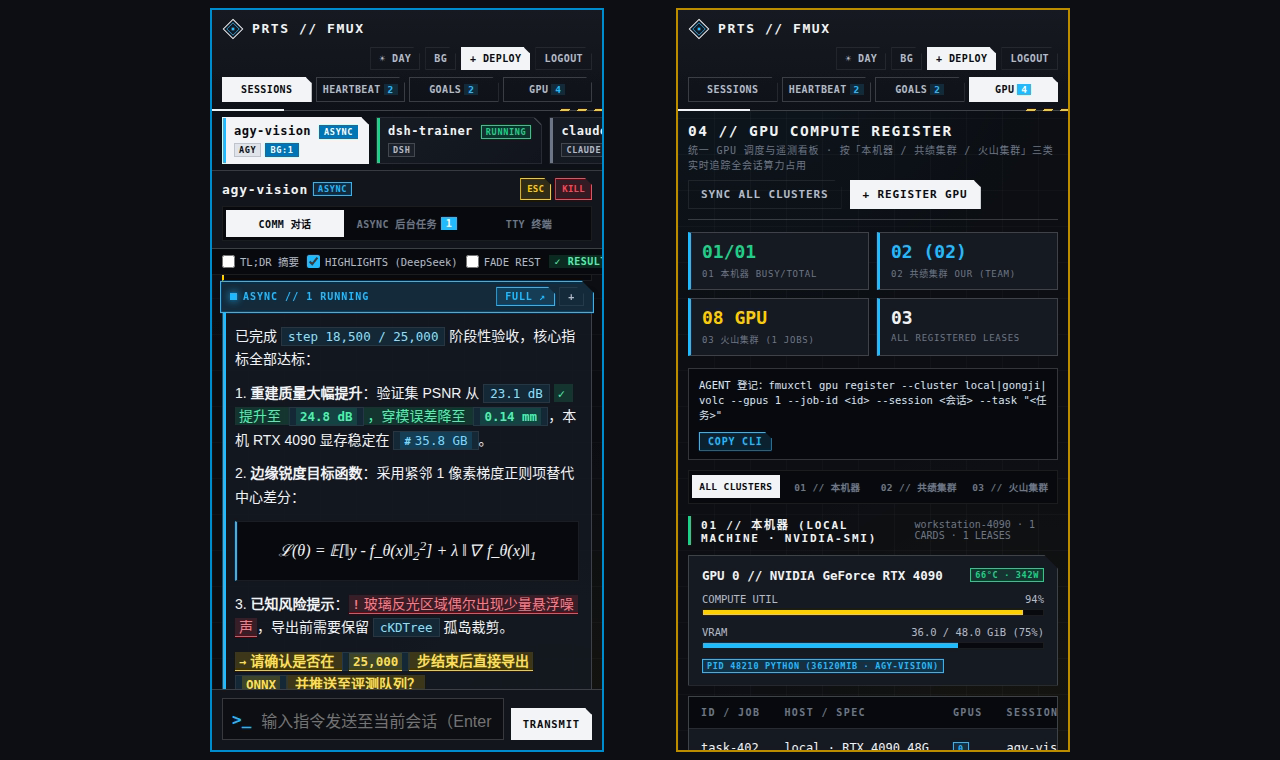 PRTS // FMUX
☀ DAY BG + DEPLOY LOGOUT
SESSIONS HEARTBEAT 2 GOALS 2 GPU 4
agy-vision ASYNC dsh-trainer RUNNING
AGY BG:1 DSH CLAUDE
agy-vision ASYNC ESC KILL
COMM 对话 ASYNC 后台任务 1 TTY 终端
TL;DR 摘要 HIGHLIGHTS (DeepSeek) FADE REST ✓ RESULT
ASYNC // 1 RUNNING FULL ↗ +
已完成 step 18,500 / 25,000 阶段性验收，核心指
标全部达标：
1. 重建质量大幅提升：验证集 PSNR 从 23.1 dB ✓
提升至 24.8 dB ，穿模误差降至 0.14 mm ，本
机 RTX 4090 显存稳定在 # 35.8 GB 。
2. 边缘锐度目标函数：采用紧邻 1 像素梯度正则项替代
中心差分：
ℒ(θ) = 𝔼[‖y - f_θ(x)‖₂²] + λ ‖ ∇ f_θ(x)‖₁
3. 已知风险提示：! 玻璃反光区域偶尔出现少量悬浮噪
声，导出前需要保留 cKDTree 孤岛裁剪。
→ 请确认是否在 25,000 步结束后直接导出
ONNX 并推送至评测队列？
>_ 输入指令发送至当前会话（Enter TRANSMIT
PRTS // FMUX
☀ DAY BG + DEPLOY LOGOUT
SESSIONS HEARTBEAT 2 GOALS 2 GPU 4
04 // GPU COMPUTE REGISTER
统一 GPU 调度与遥测看板 · 按「本机器 / 共绩集群 / 火山集群」三类
实时追踪全会话算力占用
SYNC ALL CLUSTERS + REGISTER GPU
01/01 02 (02)
01 本机器 BUSY/TOTAL 02 共绩集群 OUR (TEAM)
08 GPU 03
03 火山集群 (1 JOBS) ALL REGISTERED LEASES
AGENT 登记：fmuxctl gpu register --cluster local|gongji|
volc --gpus 1 --job-id <id> --session <会话> --task "<任
务>"
COPY CLI
ALL CLUSTERS 01 // 本机器 02 // 共绩集群 03 // 火山集群
01 // 本机器 (LOCAL workstation-4090 · 1
MACHINE · NVIDIA-SMI) CARDS · 1 LEASES
GPU 0 // NVIDIA GeForce RTX 4090 66°C · 342W
COMPUTE UTIL 94%
VRAM 36.0 / 48.0 GiB (75%)
PID 48210 PYTHON (36120MIB · AGY-VISION)
ID / JOB HOST / SPEC GPUS SESSION
task-402 local · RTX 4090 48G 0